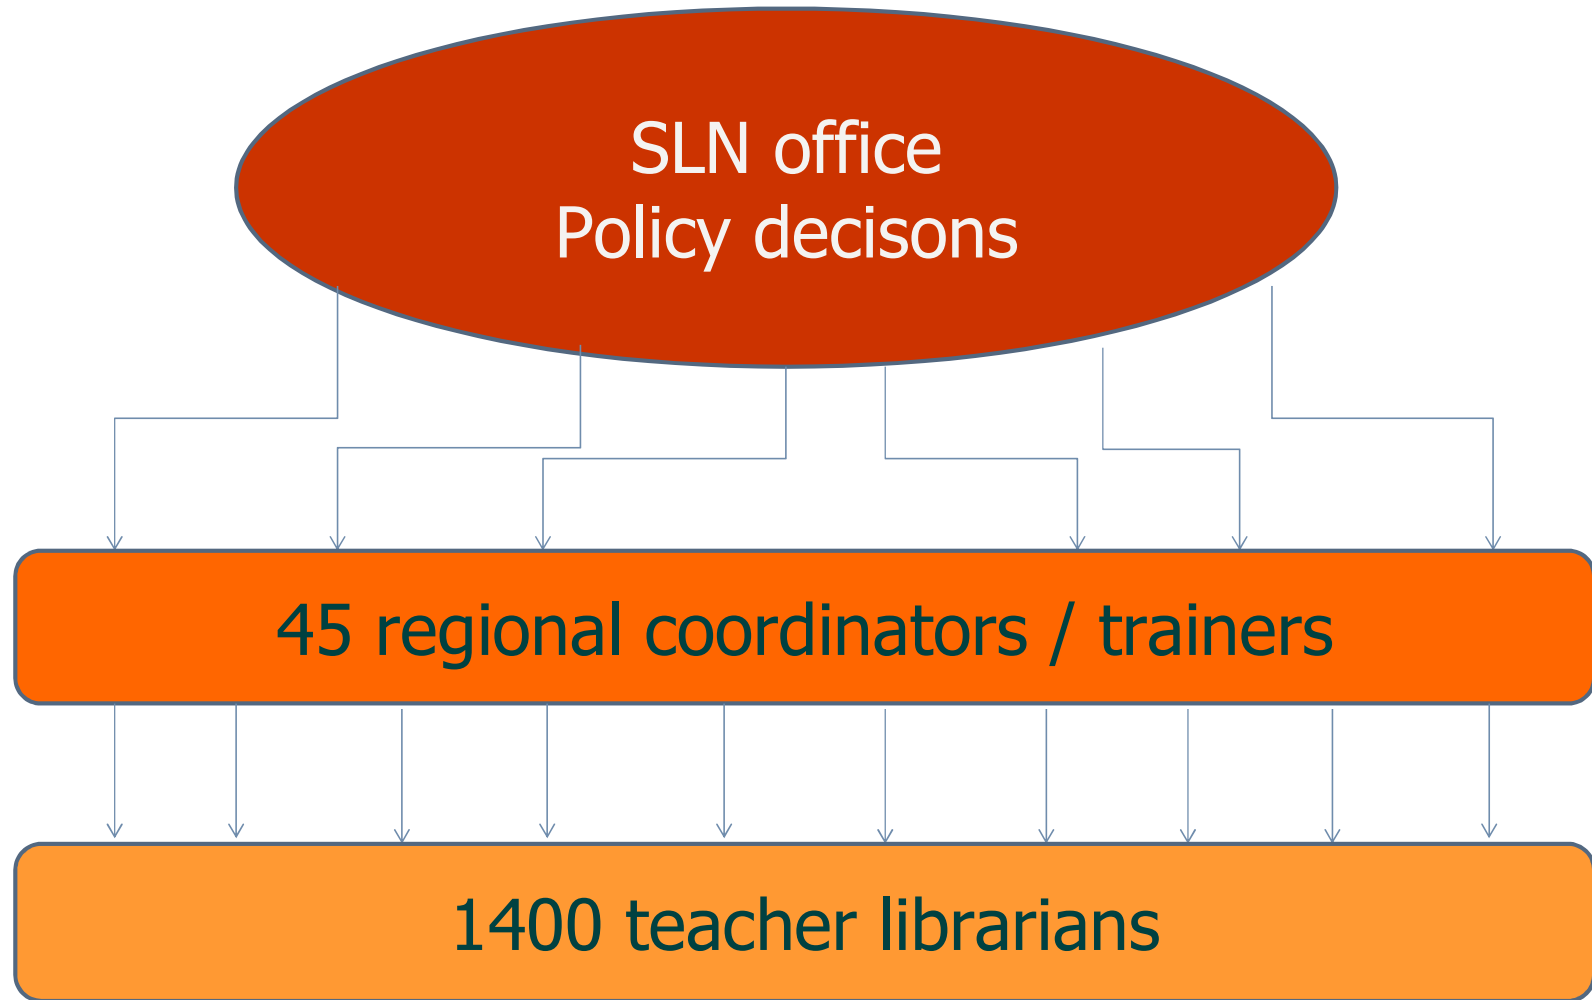 SLN office
Policy decisons
45 regional coordinators / trainers
1400 teacher librarians